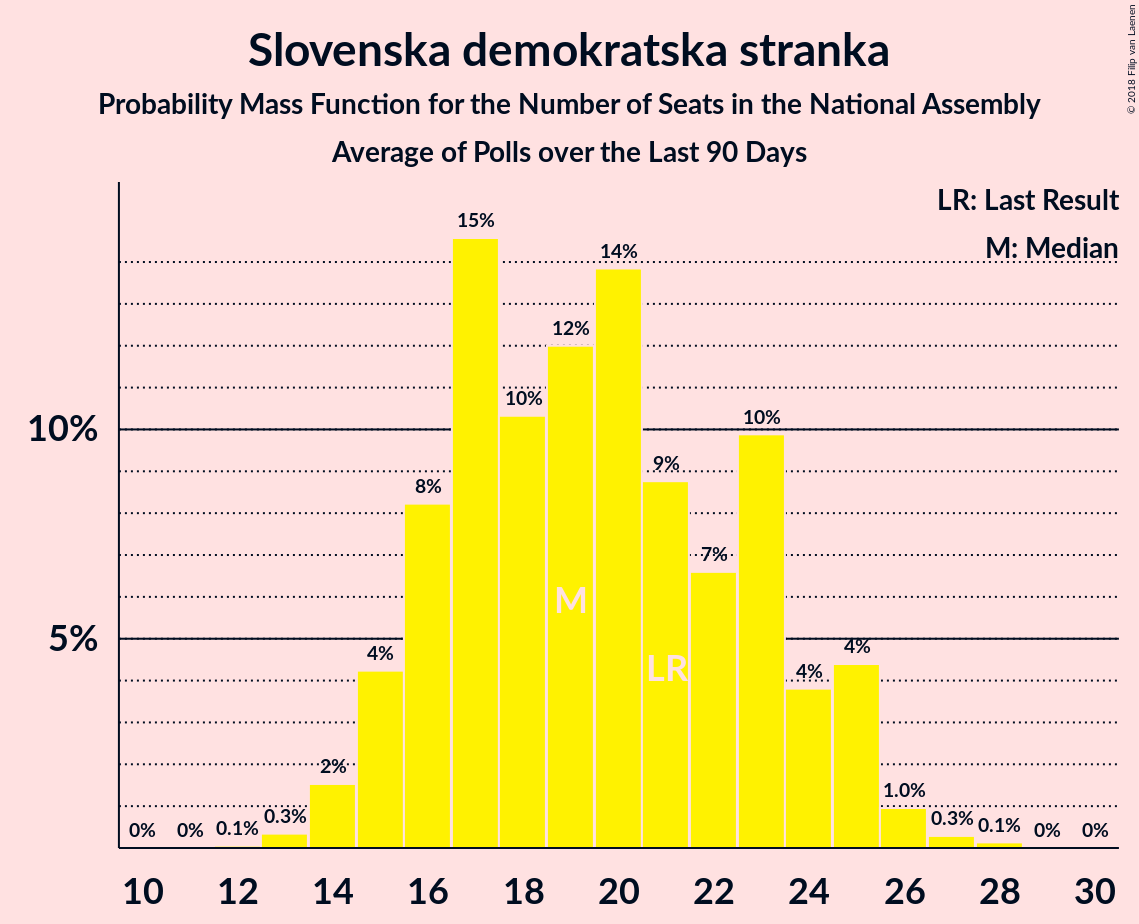 Slovenska demokratska stranka
Probability Mass Function for the Number of Seats in the National Assembly
Average of Polls over the Last 90 Days
© 2018 Filip van Laenen
LR: Last Result
M: Median
15%
14%
12%
10%
10%
10%
9%
8%
7%
M
5%
LR
4%
4%
4%
2%
1.0%
0.3%
0.3%
0% 0% 0.1% 0.1% 0% 0%
10 12 14 16 18 20 22 24 26 28 30